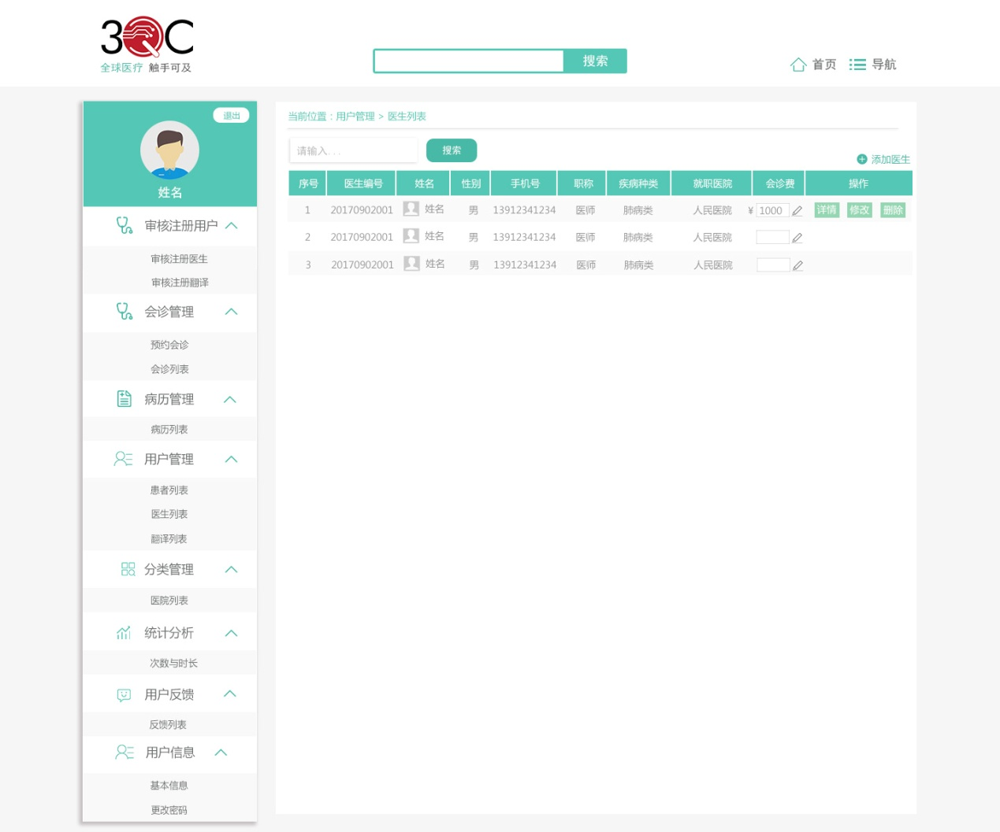 3QC
全球医疗 触手可及
搜索
首页 导航
退出
姓名
审核注册用户
审核注册医生
审核注册翻译
会诊管理
预约会诊
会诊列表
病历管理
病历列表
用户管理
患者列表
医生列表
翻译列表
分类管理
医院列表
统计分析
次数与时长
用户反馈
反馈列表
用户信息
基本信息
更改密码
当前位置：用户管理 > 医生列表
请输入...
搜索
添加医生
序号 医生编号 姓名 性别 手机号 职称 疾病种类 就职医院 会诊费 操作
1 20170902001 姓名 男 13912341234 医师 肺病类 人民医院 ¥ 1000 详情 修改 删除
2 20170902001 姓名 男 13912341234 医师 肺病类 人民医院
3 20170902001 姓名 男 13912341234 医师 肺病类 人民医院